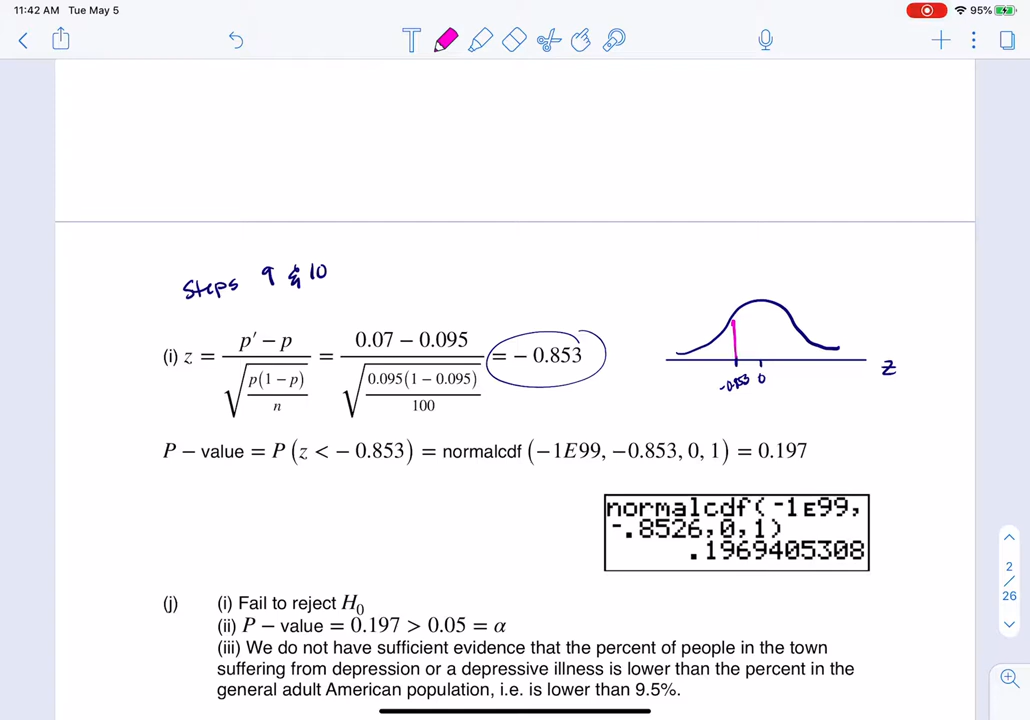 11:42 AM Tue May 5
95%
Steps 9 & 10
(i) z = p′ − p / √(p(1 − p)/n) = 0.07 − 0.095 / √(0.095(1 − 0.095)/100) = − 0.853
-0.853 0
z
P − value = P (z < − 0.853) = normalcdf (−1E99, −0.853, 0, 1) = 0.197
normalcdf(-1E99,
-.8526,0,1)
.1969405308
(j) (i) Fail to reject H0
(ii) P − value = 0.197 > 0.05 = α
(iii) We do not have sufficient evidence that the percent of people in the town
suffering from depression or a depressive illness is lower than the percent in the
general adult American population, i.e. is lower than 9.5%.
2
/
26